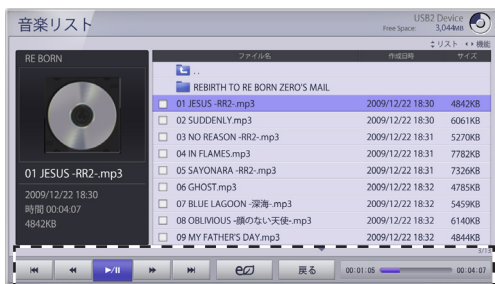 音楽リスト
USB2 Device
Free Space: 3,044MB
リスト 機能
RE BORN
ファイル名 作成日時 サイズ
..
REBIRTH TO RE BORN ZERO'S MAIL
01 JESUS -RR2-.mp3 2009/12/22 18:30 4842KB
02 SUDDENLY.mp3 2009/12/22 18:30 6061KB
03 NO REASON -RR2-.mp3 2009/12/22 18:31 5270KB
04 IN FLAMES.mp3 2009/12/22 18:31 7782KB
05 SAYONARA -RR2-.mp3 2009/12/22 18:31 7326KB
06 GHOST.mp3 2009/12/22 18:32 4785KB
07 BLUE LAGOON -深海-.mp3 2009/12/22 18:32 5459KB
08 OBLIVIOUS -顔のない天使-.mp3 2009/12/22 18:32 6140KB
09 MY FATHER'S DAY.mp3 2009/12/22 18:32 4844KB
01 JESUS -RR2-.mp3
2009/12/22 18:30
時間 00:04:07
4842KB
3/13
戻る 00:01:05 00:04:07